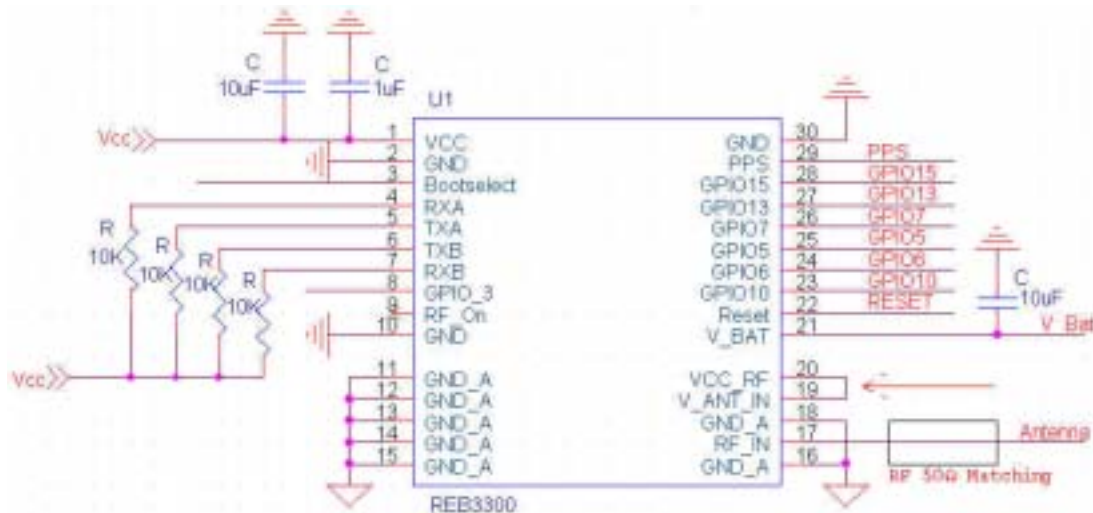 C
10uF
C
1uF
U1
Vcc
1 VCC GND 30
2 GND PPS 29 PPS
3 Bootselect GPIO15 28 GPIO15
4 RXA GPIO13 27 GPIO13
5 TXA GPIO7 26 GPIO7
6 TXB GPIO5 25 GPIO5
7 RXB GPIO6 24 GPIO6
8 GPIO_3 GPIO10 23 GPIO10
9 RF_On Reset 22 RESET
10 GND V_BAT 21 V_Bat
R
10K
R
10K
R
10K
R
10K
C
10uF
Vcc
11 GND_A VCC_RF 20
12 GND_A V_ANT_IN 19
13 GND_A GND_A 18
14 GND_A RF_IN 17 Antenna
15 GND_A GND_A 16
RF 50Ω Matching
REB3300